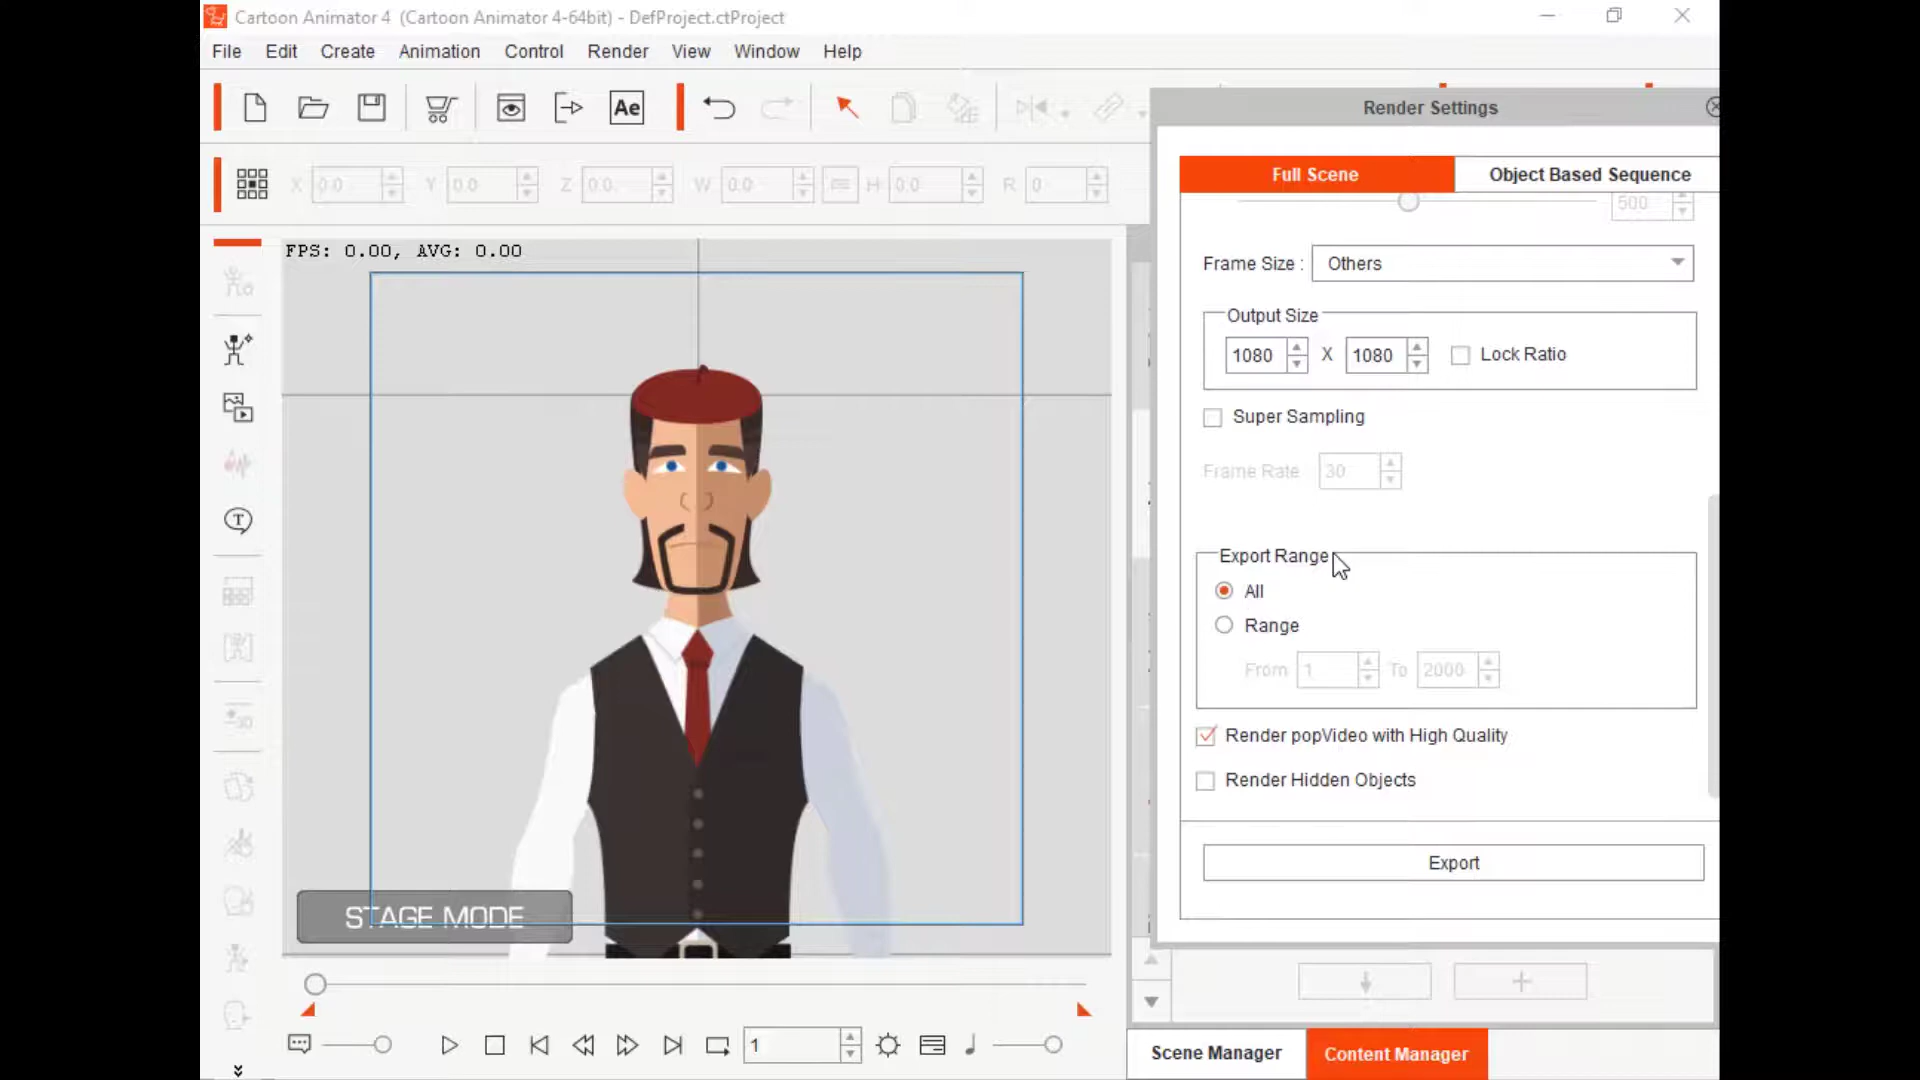 Cartoon Animator 4 (Cartoon Animator 4-64bit) - DefProject.ctProject
File Edit Create Animation Control Render View Window Help
Ae
X 0.0 Y 0.0 Z 0.0 W 0.0 H 0.0 R 0
FPS: 0.00, AVG: 0.00
T
3D
STAGE MODE
1
Render Settings
Full Scene Object Based Sequence
500
Frame Size : Others
Output Size
1080 X 1080 Lock Ratio
Super Sampling
Frame Rate 30
Export Range
All
Range
From 1 To 2000
Render popVideo with High Quality
Render Hidden Objects
Export
Scene Manager Content Manager